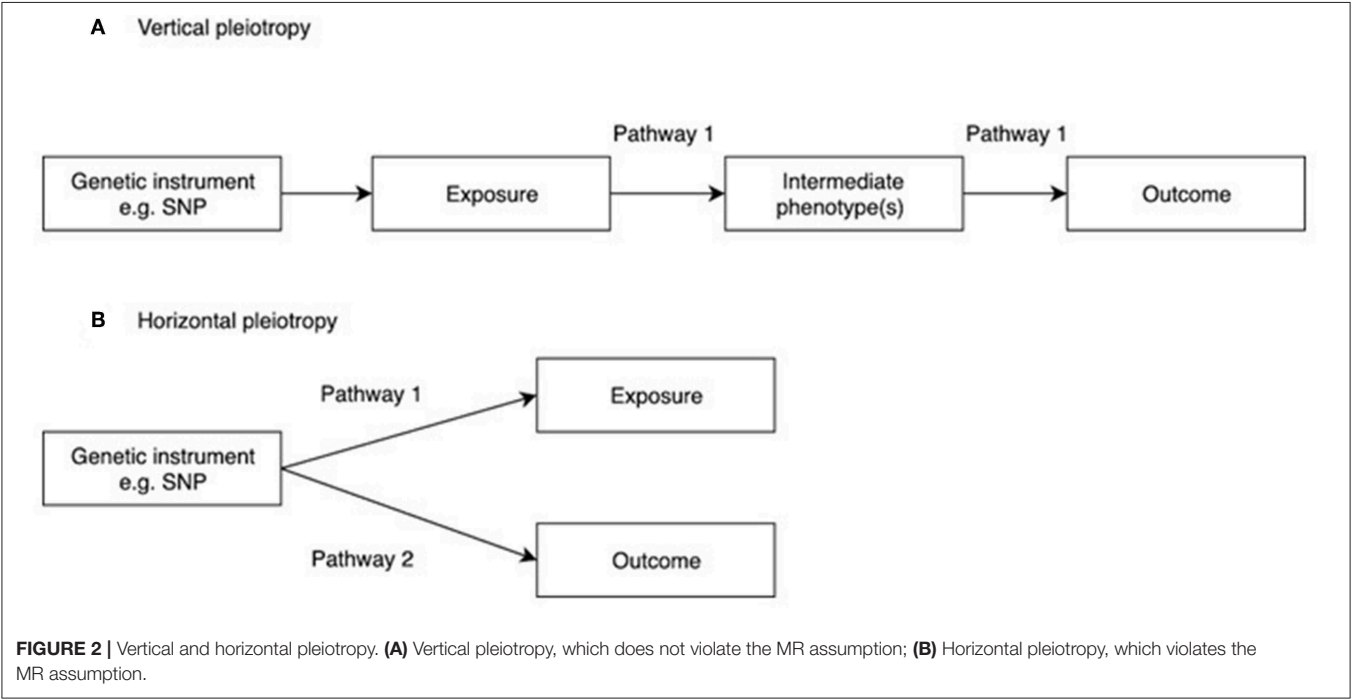 A Vertical pleiotropy
Pathway 1
Pathway 1
Genetic instrument
e.g. SNP
Exposure
Intermediate
phenotype(s)
Outcome
B Horizontal pleiotropy
Pathway 1
Exposure
Genetic instrument
e.g. SNP
Pathway 2
Outcome
FIGURE 2 | Vertical and horizontal pleiotropy. (A) Vertical pleiotropy, which does not violate the MR assumption; (B) Horizontal pleiotropy, which violates the
MR assumption.